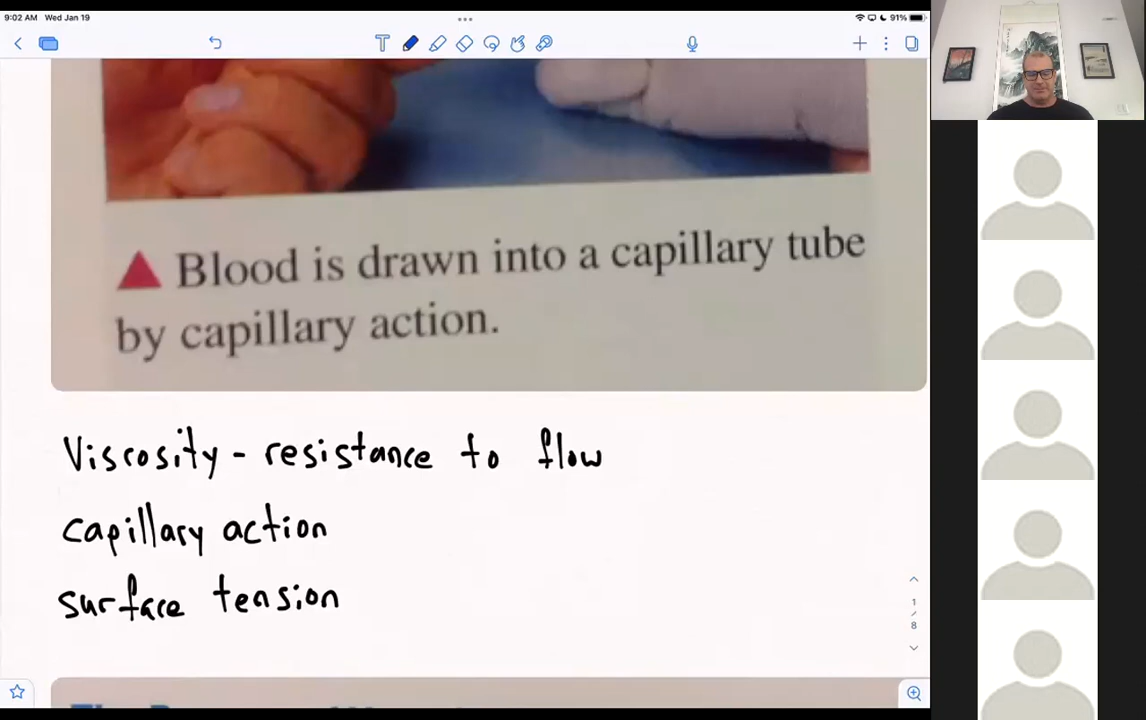 9:02 AM Wed Jan 19
91%
T
Blood is drawn into a capillary tube
by capillary action.
Viscosity - resistance to flow
capillary action
surface tension
1
/
8